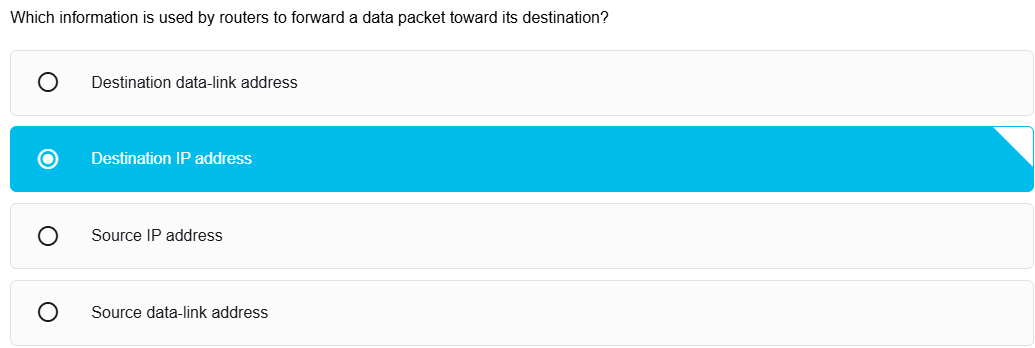 Which information is used by routers to forward a data packet toward its destination?
Destination data-link address
Destination IP address
Source IP address
Source data-link address